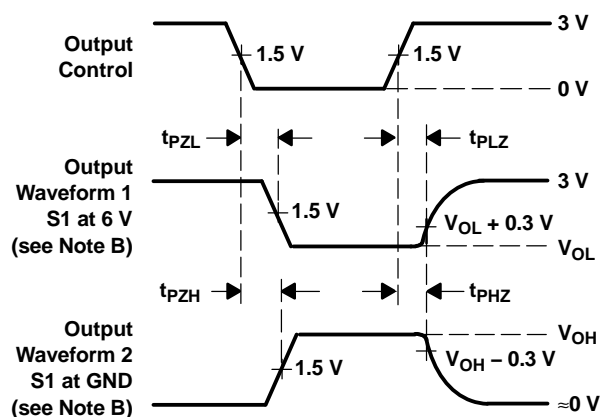 Output
Control
3 V
1.5 V
1.5 V
0 V
tPZL
tPLZ
Output
Waveform 1
S1 at 6 V
(see Note B)
3 V
1.5 V
VOL + 0.3 V
VOL
tPZH
tPHZ
Output
Waveform 2
S1 at GND
(see Note B)
VOH
1.5 V
VOH – 0.3 V
≈0 V